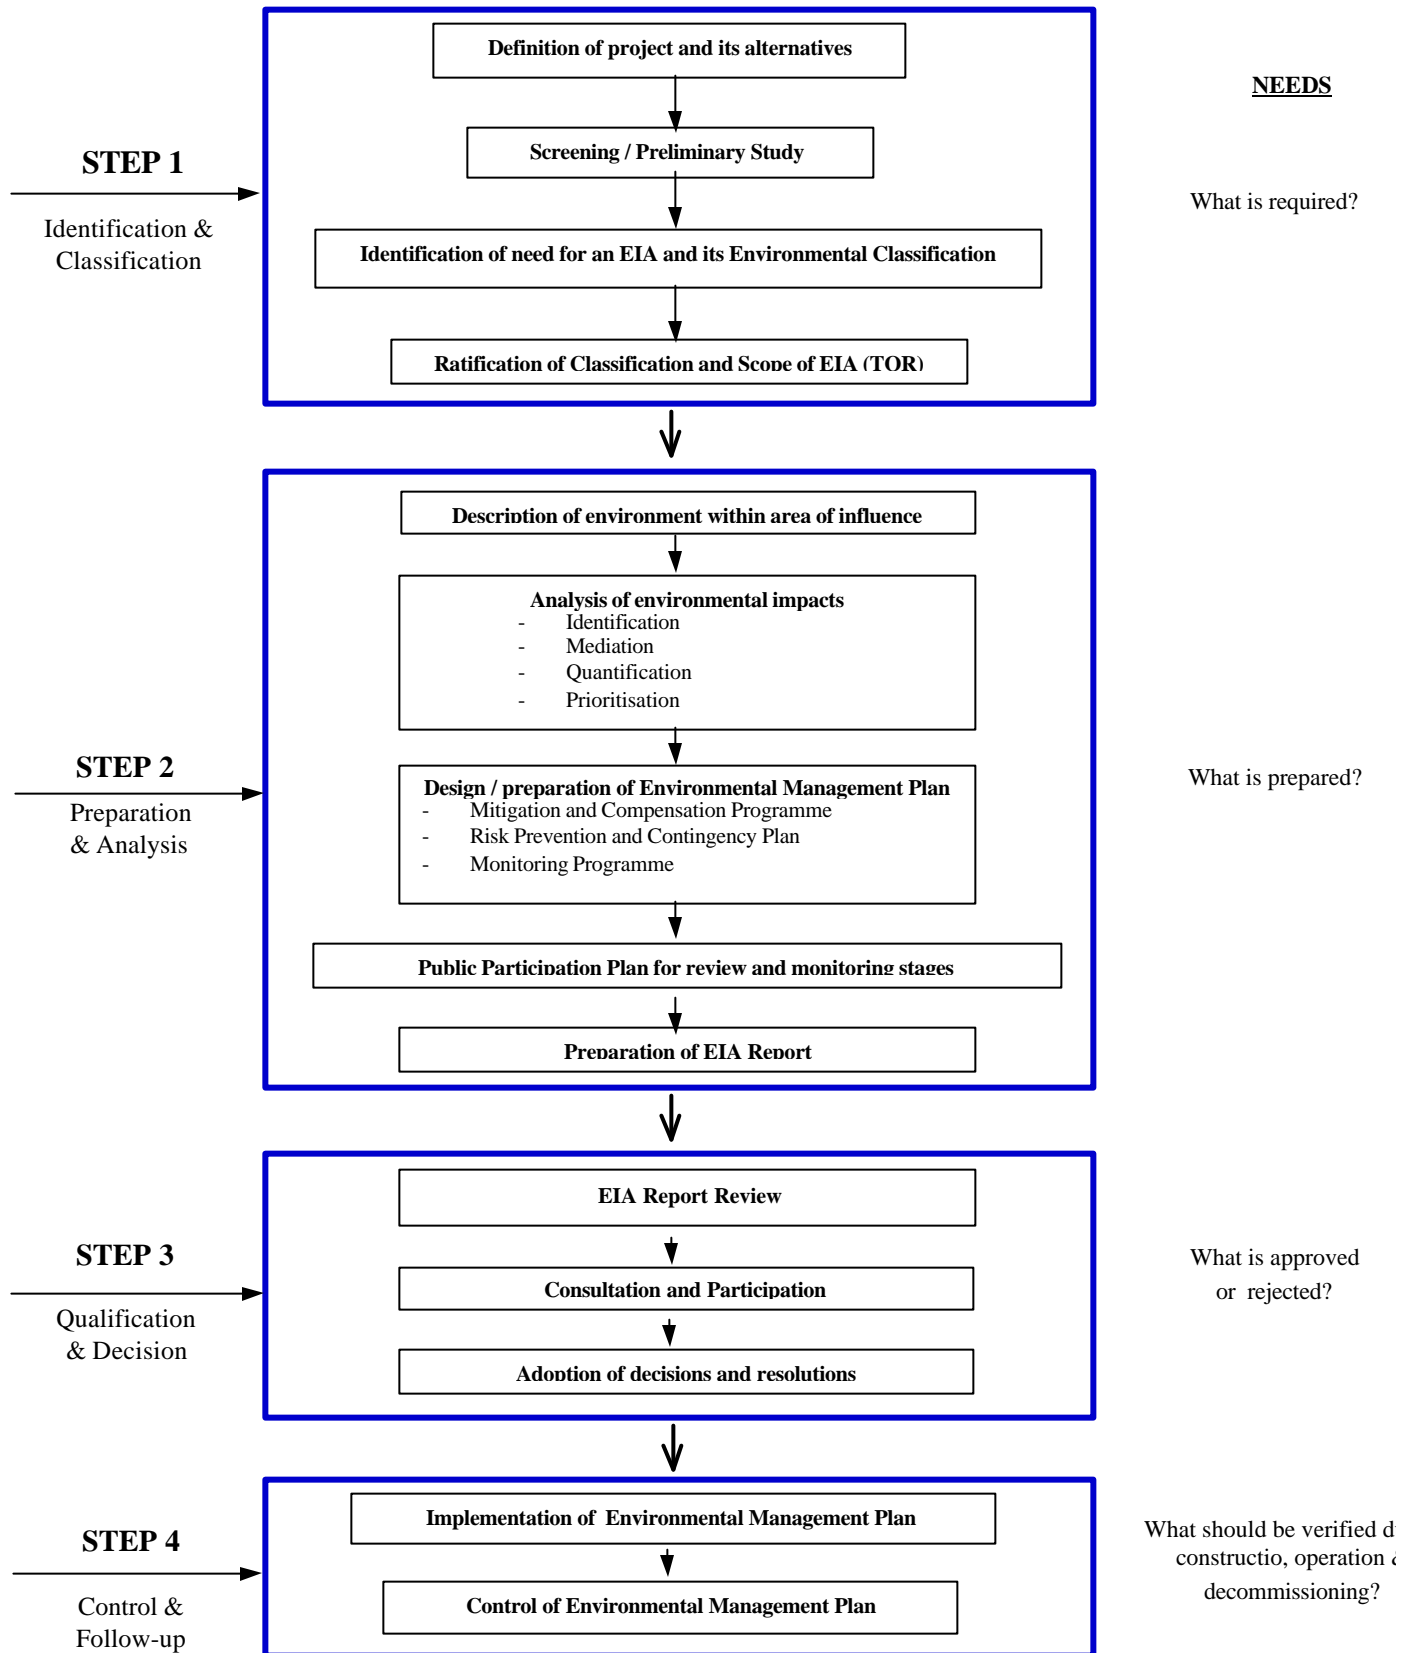 Definition of project and its alternatives
NEEDS
STEP 1
Screening / Preliminary Study
What is required?
Identification &
Classification
Identification of need for an EIA and its Environmental Classification
Ratification of Classification and Scope of EIA (TOR)
Description of environment within area of influence
Analysis of environmental impacts
- Identification
- Mediation
- Quantification
- Prioritisation
STEP 2
Preparation
& Analysis
What is prepared?
Design / preparation of Environmental Management Plan
- Mitigation and Compensation Programme
- Risk Prevention and Contingency Plan
- Monitoring Programme
Public Participation Plan for review and monitoring stages
Preparation of EIA Report
EIA Report Review
STEP 3
Qualification
& Decision
What is approved
or rejected?
Consultation and Participation
Adoption of decisions and resolutions
Implementation of Environmental Management Plan
STEP 4
Control &
Follow-up
What should be verified
constructio, operation &
decommissioning?
Control of Environmental Management Plan